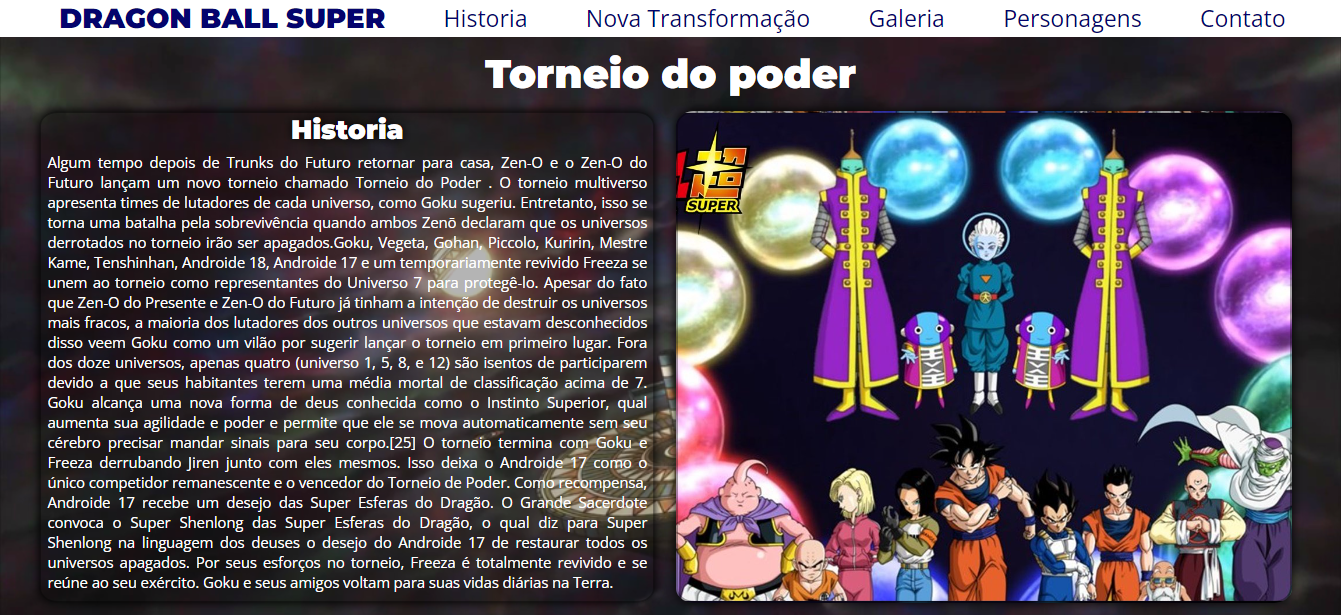 DRAGON BALL SUPER Historia Nova Transformação Galeria Personagens Contato
Torneio do poder
Historia
Algum tempo depois de Trunks do Futuro retornar para casa, Zen-O e o Zen-O do
Futuro lançam um novo torneio chamado Torneio do Poder . O torneio multiverso
apresenta times de lutadores de cada universo, como Goku sugeriu. Entretanto, isso se
torna uma batalha pela sobrevivência quando ambos Zenō declaram que os universos
derrotados no torneio irão ser apagados.Goku, Vegeta, Gohan, Piccolo, Kuririn, Mestre
Kame, Tenshinhan, Androide 18, Androide 17 e um temporariamente revivido Freeza se
unem ao torneio como representantes do Universo 7 para protegê-lo. Apesar do fato
que Zen-O do Presente e Zen-O do Futuro já tinham a intenção de destruir os universos
mais fracos, a maioria dos lutadores dos outros universos que estavam desconhecidos
disso veem Goku como um vilão por sugerir lançar o torneio em primeiro lugar. Fora
dos doze universos, apenas quatro (universo 1, 5, 8, e 12) são isentos de participarem
devido a que seus habitantes terem uma média mortal de classificação acima de 7.
Goku alcança uma nova forma de deus conhecida como o Instinto Superior, qual
aumenta sua agilidade e poder e permite que ele se mova automaticamente sem seu
cérebro precisar mandar sinais para seu corpo.[25] O torneio termina com Goku e
Freeza derrubando Jiren junto com eles mesmos. Isso deixa o Androide 17 como o
único competidor remanescente e o vencedor do Torneio de Poder. Como recompensa,
Androide 17 recebe um desejo das Super Esferas do Dragão. O Grande Sacerdote
convoca o Super Shenlong das Super Esferas do Dragão, o qual diz para Super
Shenlong na linguagem dos deuses o desejo do Androide 17 de restaurar todos os
universos apagados. Por seus esforços no torneio, Freeza é totalmente revivido e se
reúne ao seu exército. Goku e seus amigos voltam para suas vidas diárias na Terra.
超
SUPER